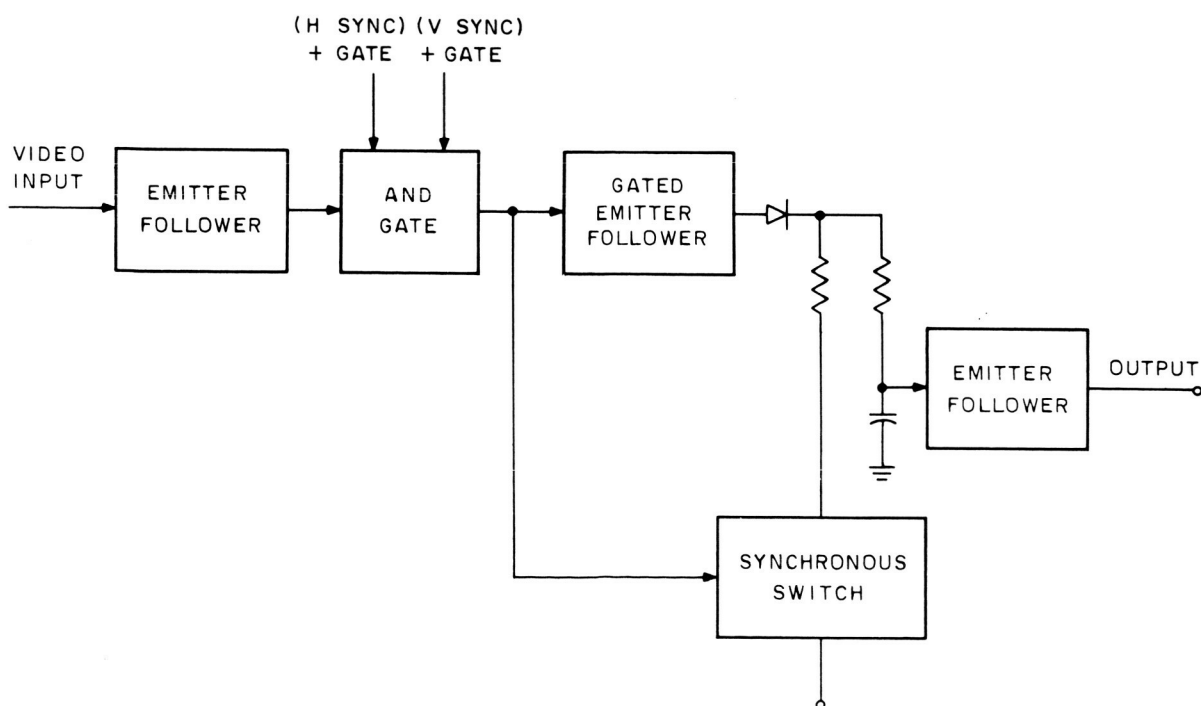 (H SYNC) (V SYNC)
+ GATE + GATE
VIDEO
INPUT
EMITTER
FOLLOWER
AND
GATE
GATED
EMITTER
FOLLOWER
EMITTER
FOLLOWER
OUTPUT
SYNCHRONOUS
SWITCH